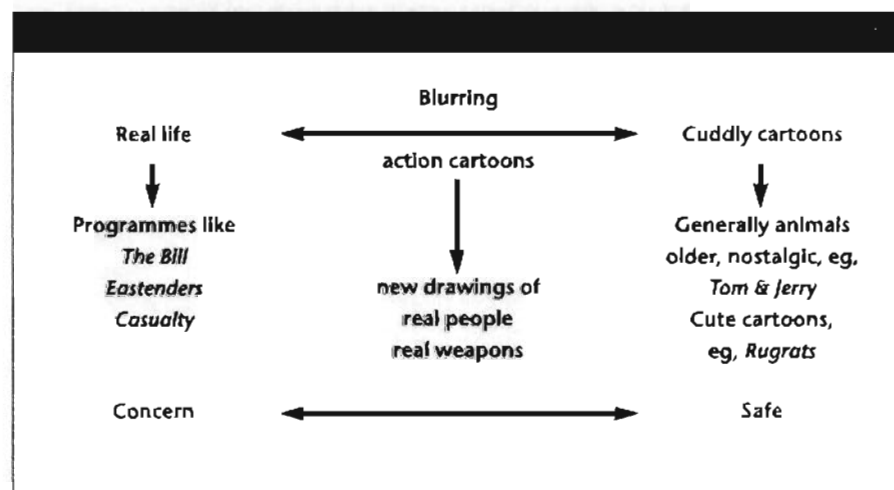 Blurring
Real life
Cuddly cartoons
action cartoons
Programmes like
The Bill
Eastenders
Casualty
new drawings of
real people
real weapons
Generally animals
older, nostalgic, eg,
Tom & Jerry
Cute cartoons,
eg, Rugrats
Concern
Safe